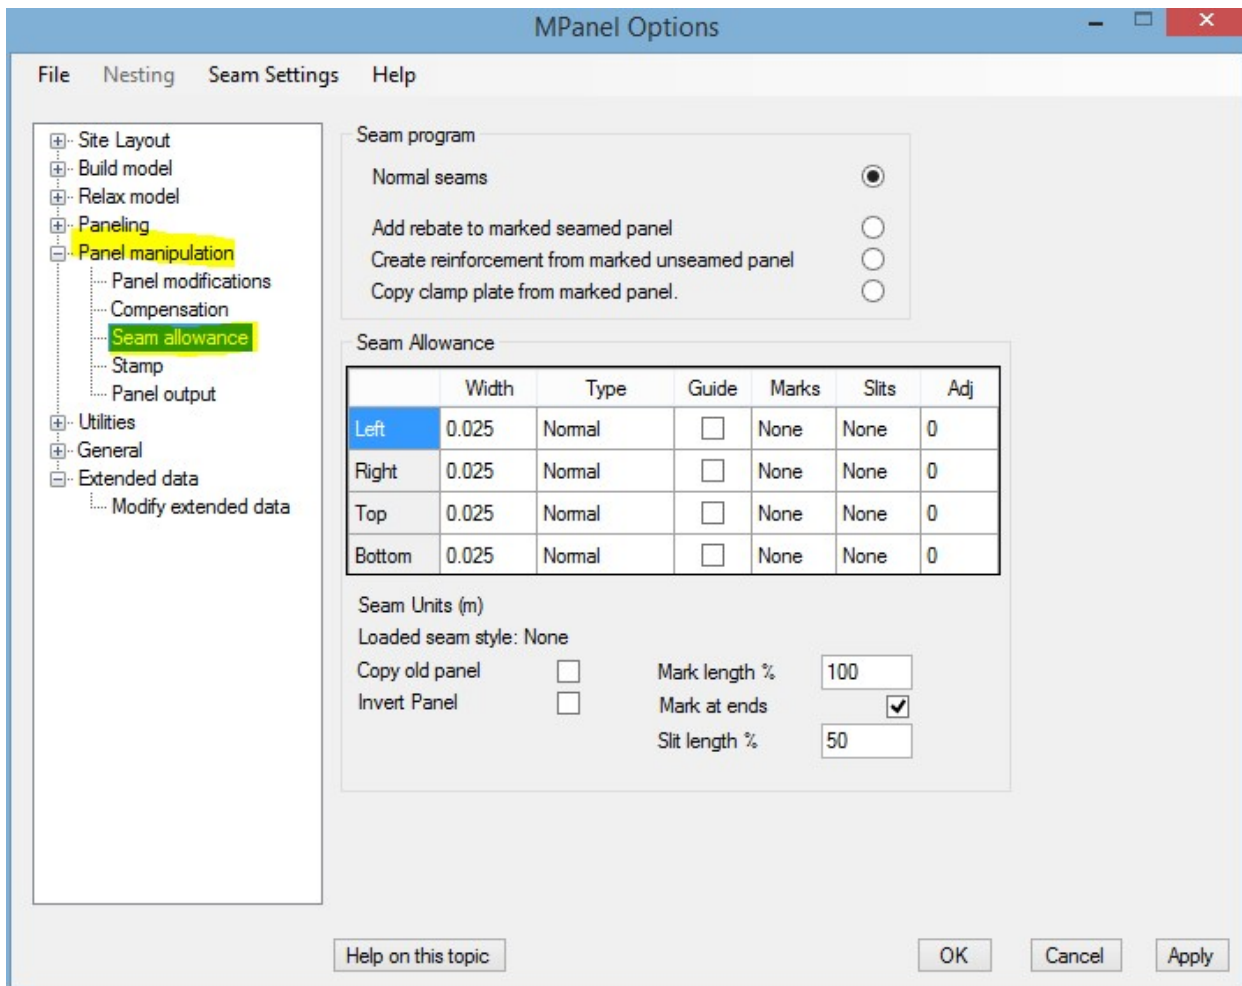 MPanel Options
File Nesting Seam Settings Help
Site Layout
Build model
Relax model
Paneling
Panel manipulation
Panel modifications
Compensation
Seam allowance
Stamp
Panel output
Utilities
General
Extended data
Modify extended data
Seam program
Normal seams
Add rebate to marked seamed panel
Create reinforcement from marked unseamed panel
Copy clamp plate from marked panel.
Seam Allowance
Width Type Guide Marks Slits Adj
Left 0.025 Normal None None 0
Right 0.025 Normal None None 0
Top 0.025 Normal None None 0
Bottom 0.025 Normal None None 0
Seam Units (m)
Loaded seam style: None
Copy old panel Mark length % 100
Invert Panel Mark at ends
Slit length % 50
Help on this topic OK Cancel Apply